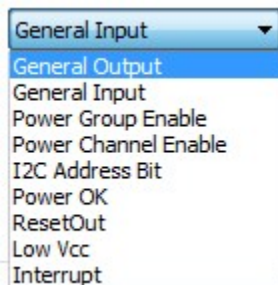 General Input
General Output
General Input
Power Group Enable
Power Channel Enable
I2C Address Bit
Power OK
ResetOut
Low Vcc
Interrupt